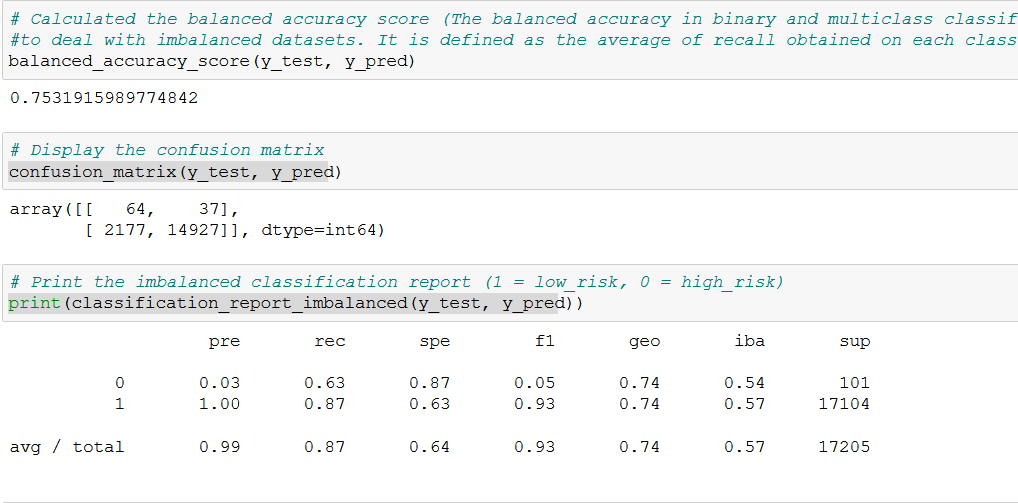 # Calculated the balanced accuracy score (The balanced accuracy in binary and multiclass classif
#to deal with imbalanced datasets. It is defined as the average of recall obtained on each class
balanced_accuracy_score(y_test, y_pred)
0.7531915989774842
# Display the confusion matrix
confusion_matrix(y_test, y_pred)
array([[   64,    37],
       [ 2177, 14927]], dtype=int64)
# Print the imbalanced classification report (1 = low_risk, 0 = high_risk)
print(classification_report_imbalanced(y_test, y_pred))
pre rec spe f1 geo iba sup
0 0.03 0.63 0.87 0.05 0.74 0.54 101
1 1.00 0.87 0.63 0.93 0.74 0.57 17104
avg / total 0.99 0.87 0.64 0.93 0.74 0.57 17205